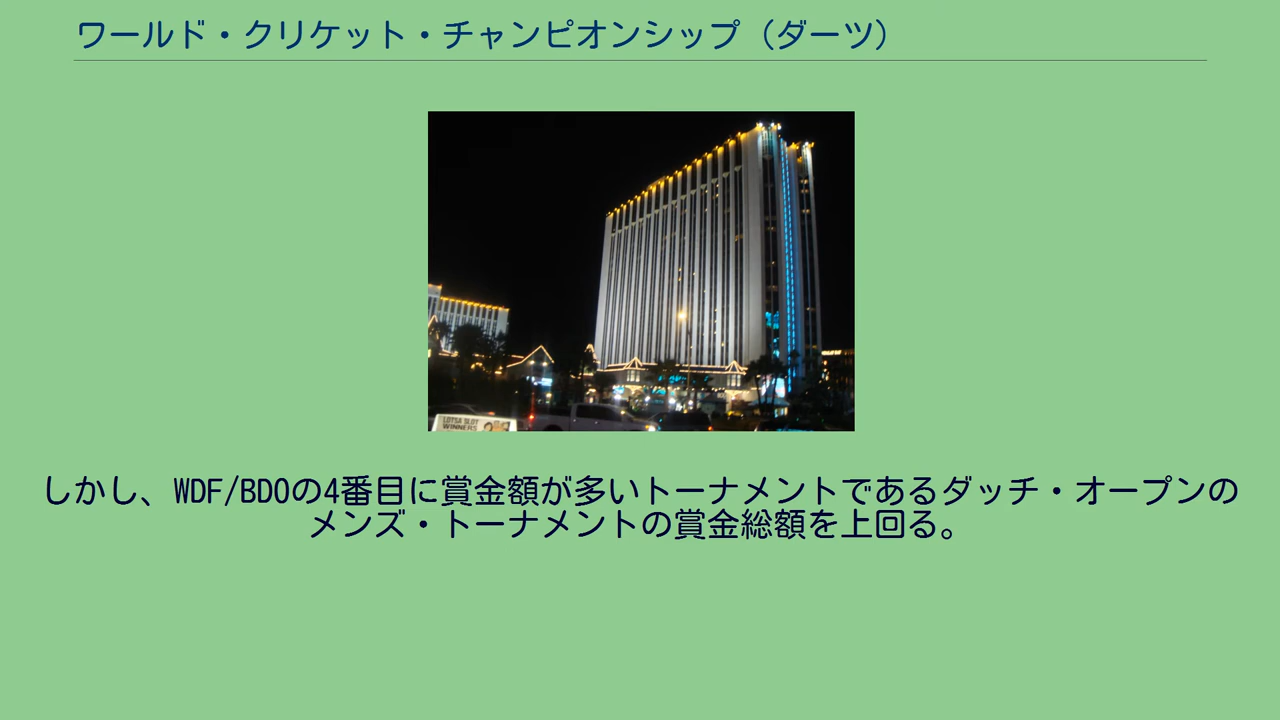 ワールド・クリケット・チャンピオンシップ（ダーツ）
LOTSA SLOT
WINNERS
しかし、WDF/BDOの4番目に賞金額が多いトーナメントであるダッチ・オープンの
メンズ・トーナメントの賞金総額を上回る。